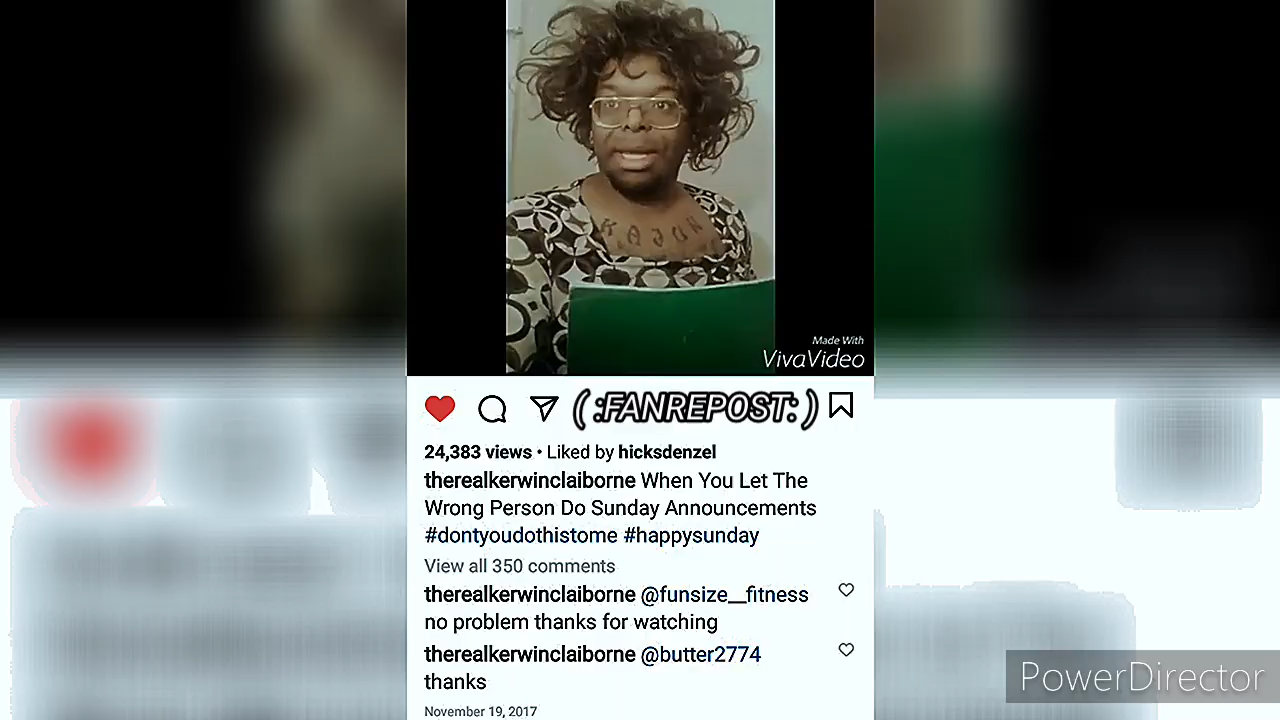 KAJUN
Made With
VivaVideo
( :FANREPOST: )
24,383 views • Liked by hicksdenzel
therealkerwinclaiborne When You Let The
Wrong Person Do Sunday Announcements
#dontyoudothistome #happysunday
View all 350 comments
therealkerwinclaiborne @funsize__fitness
no problem thanks for watching
therealkerwinclaiborne @butter2774
thanks
November 19, 2017
PowerDirector